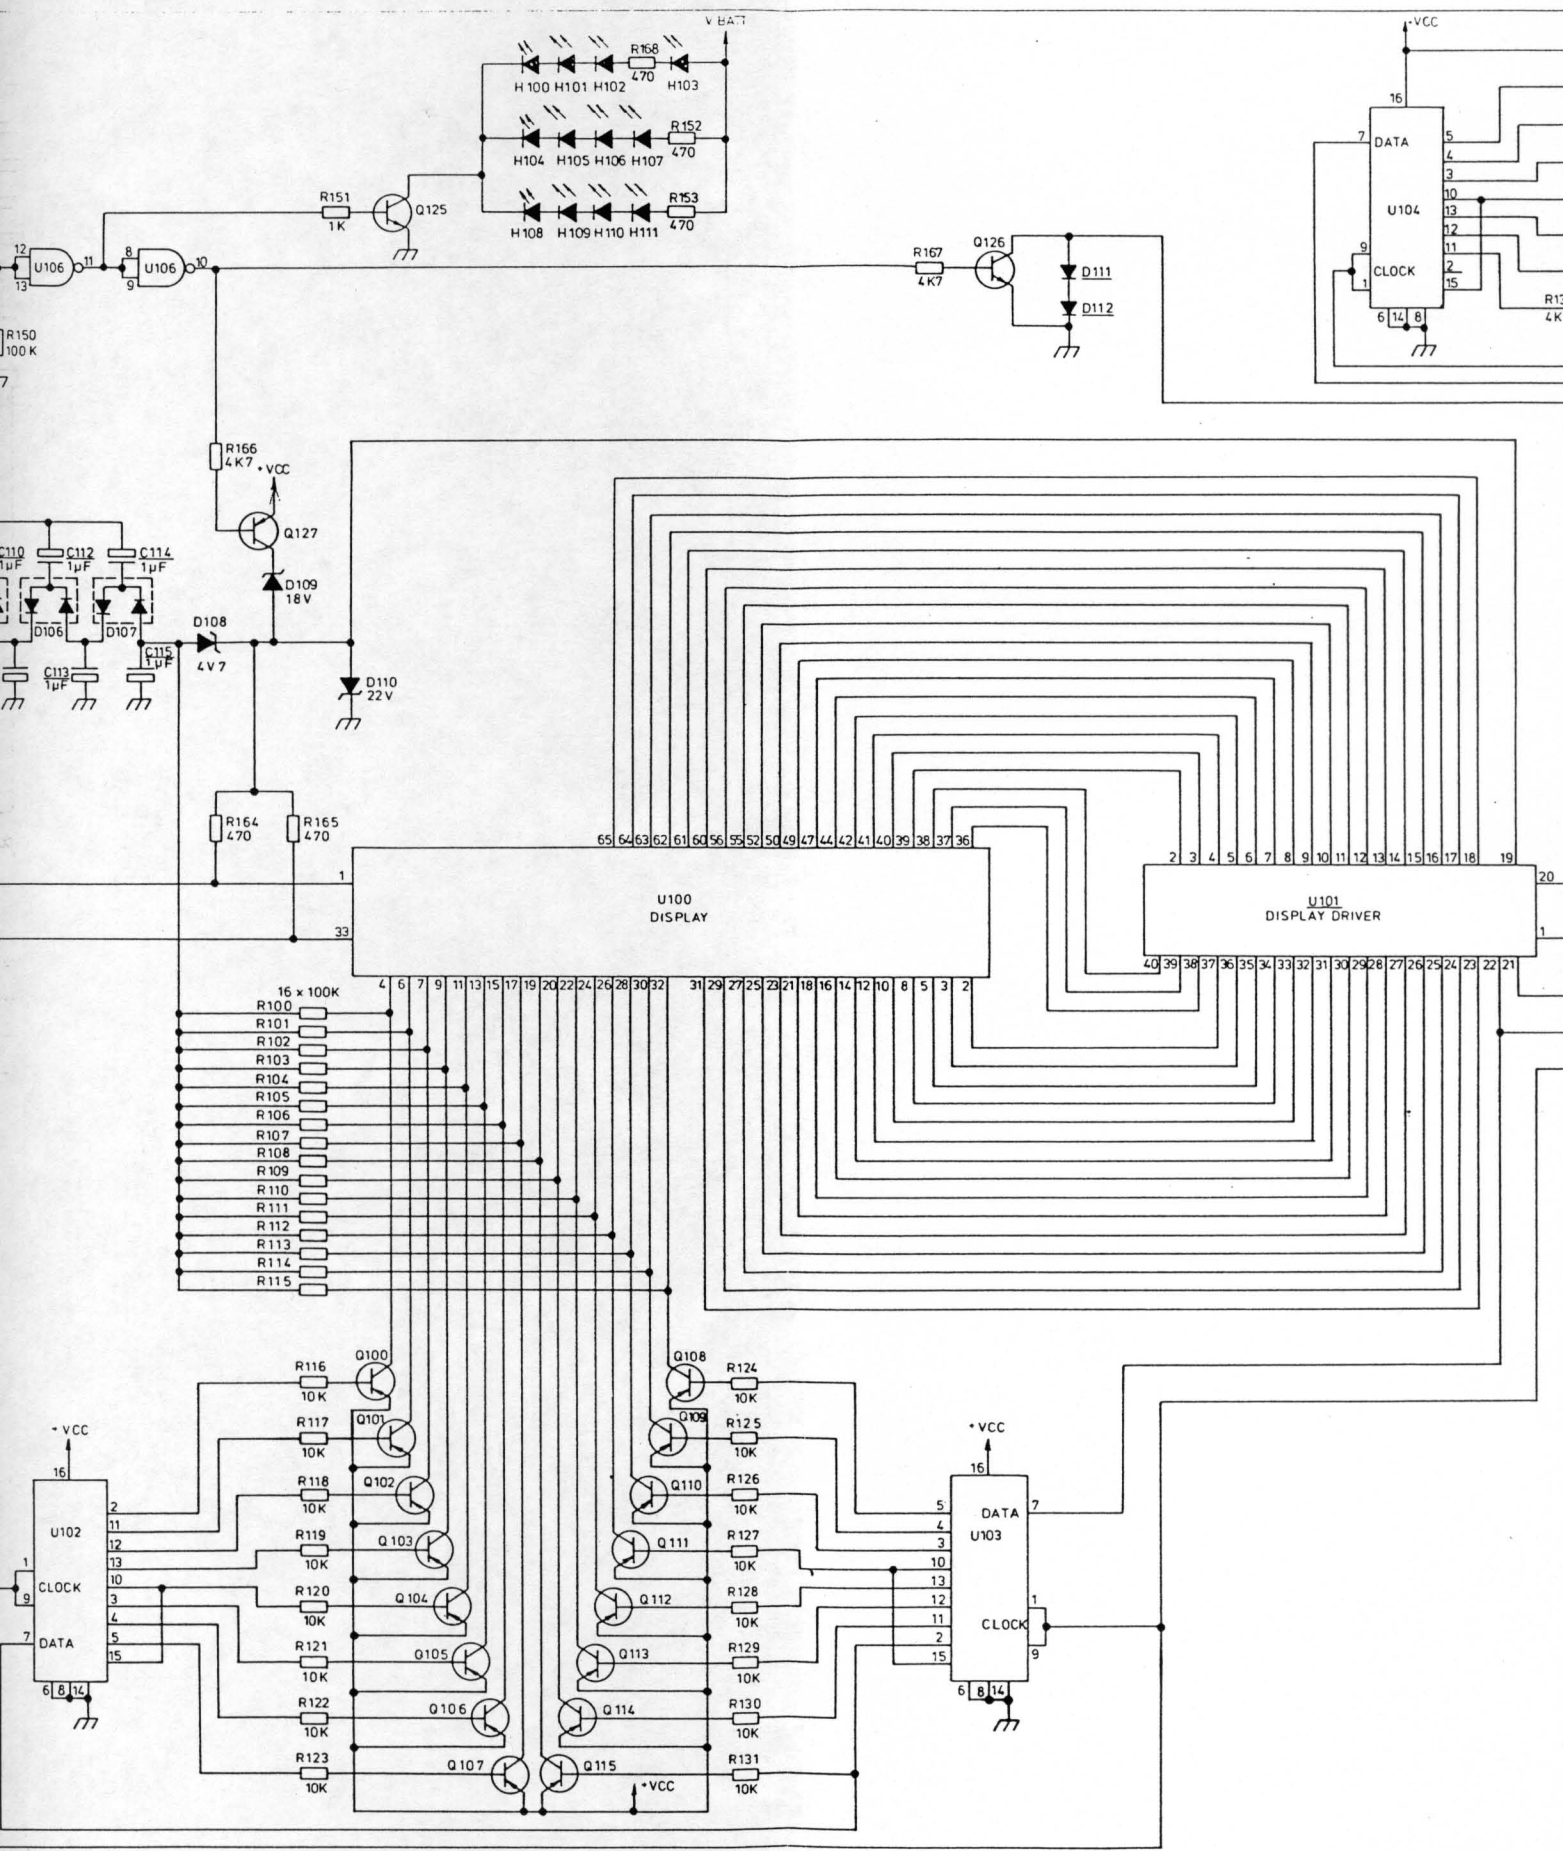 V BATT
-VCC
R168
470
H100 H101 H102 H103
16
R152
470
H104 H105 H106 H107
7 DATA 5
4
3
R151
1K
Q125
R153
470
H108 H109 H110 H111
10
U104
13
12
11
9
CLOCK 2
1 15
6 14 8
12
U106 11
13
8
U106 10
9
R167
4K7
Q126
D111
D112
R13
4K
R150
100K
7
R166
4K7
+VCC
Q127
C110
1µF
C112
1µF
C114
1µF
D109
18V
D106 D107
D108
4V7
C115
1µF
C113
1µF
D110
22V
R164
470
R165
470
65 64 63 62 61 60 56 55 52 50 49 47 44 42 41 40 39 38 37 36
2 3 4 5 6 7 8 9 10 11 12 13 14 15 16 17 18 19
1
U100
DISPLAY
33
U101
DISPLAY DRIVER
20
1
40 39 38 37 36 35 34 33 32 31 30 29 28 27 26 25 24 23 22 21
4 6 7 9 11 13 15 17 19 20 22 24 26 28 30 32 31 29 27 25 23 21 18 16 14 12 10 8 5 3 2
16 × 100K
R100
R101
R102
R103
R104
R105
R106
R107
R108
R109
R110
R111
R112
R113
R114
R115
Q100
R116
10K
Q108
R124
10K
Q101
R117
10K
Q109
R125
10K
Q102
R118
10K
Q110
R126
10K
Q103
R119
10K
Q111
R127
10K
Q104
R120
10K
Q112
R128
10K
Q105
R121
10K
Q113
R129
10K
Q106
R122
10K
Q114
R130
10K
Q107
R123
10K
Q115
R131
10K
+VCC
+VCC
16
U102
2
11
12
13
10
3
4
5
15
1
CLOCK
9
7 DATA
6 8 14
+VCC
16
5 DATA 7
4
U103
3
10
13
12
11
2
15
1
CLOCK
9
6 8 14